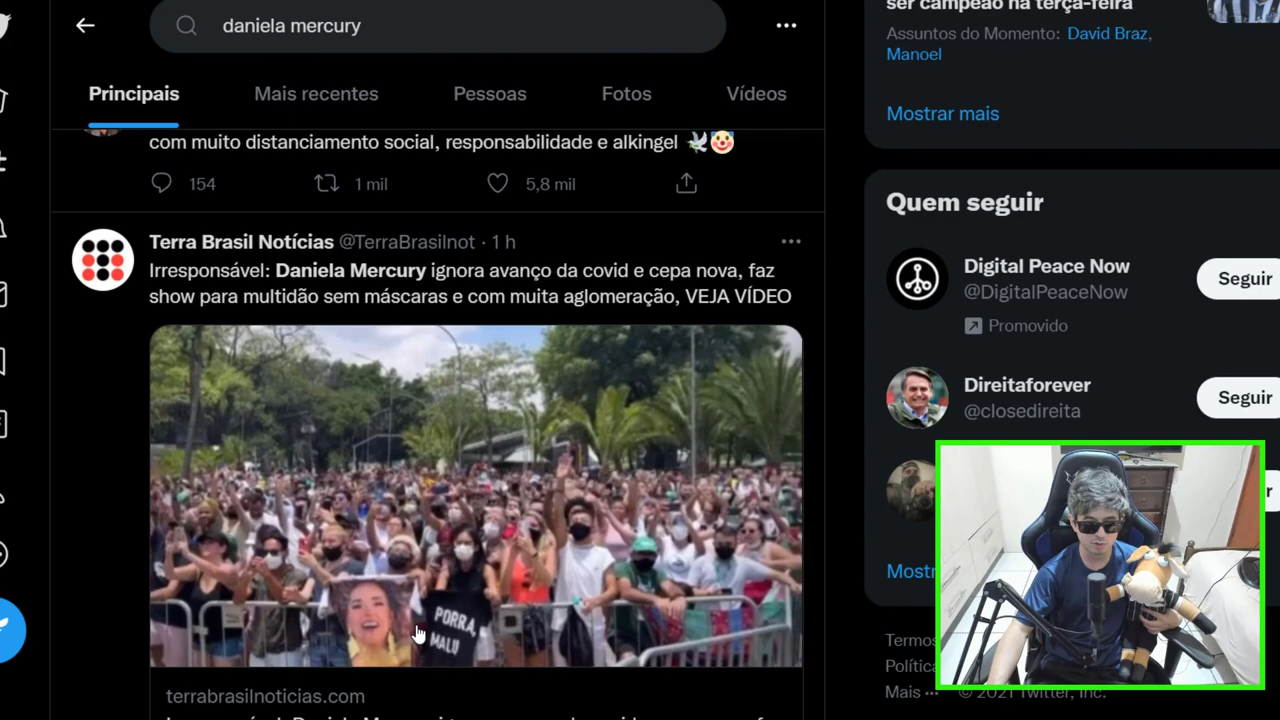 daniela mercury
Principais
Mais recentes
Pessoas
Fotos
Vídeos
com muito distanciamento social, responsabilidade e alkingel 🕊🤡
154
1 mil
5,8 mil
Terra Brasil Notícias @TerraBrasilnot · 1 h
Irresponsável: Daniela Mercury ignora avanço da covid e cepa nova, faz
show para multidão sem máscaras e com muita aglomeração, VEJA VÍDEO
PORRA,
MALU
terrabrasilnoticias.com
ser campeão na terça-feira
Assuntos do Momento: David Braz,
Manoel
Mostrar mais
Quem seguir
Digital Peace Now
@DigitalPeaceNow
Promovido
Seguir
Direitaforever
@closedireita
Seguir
Mostr
Termos
Política
Mais ··· © 2021 Twitter, Inc.